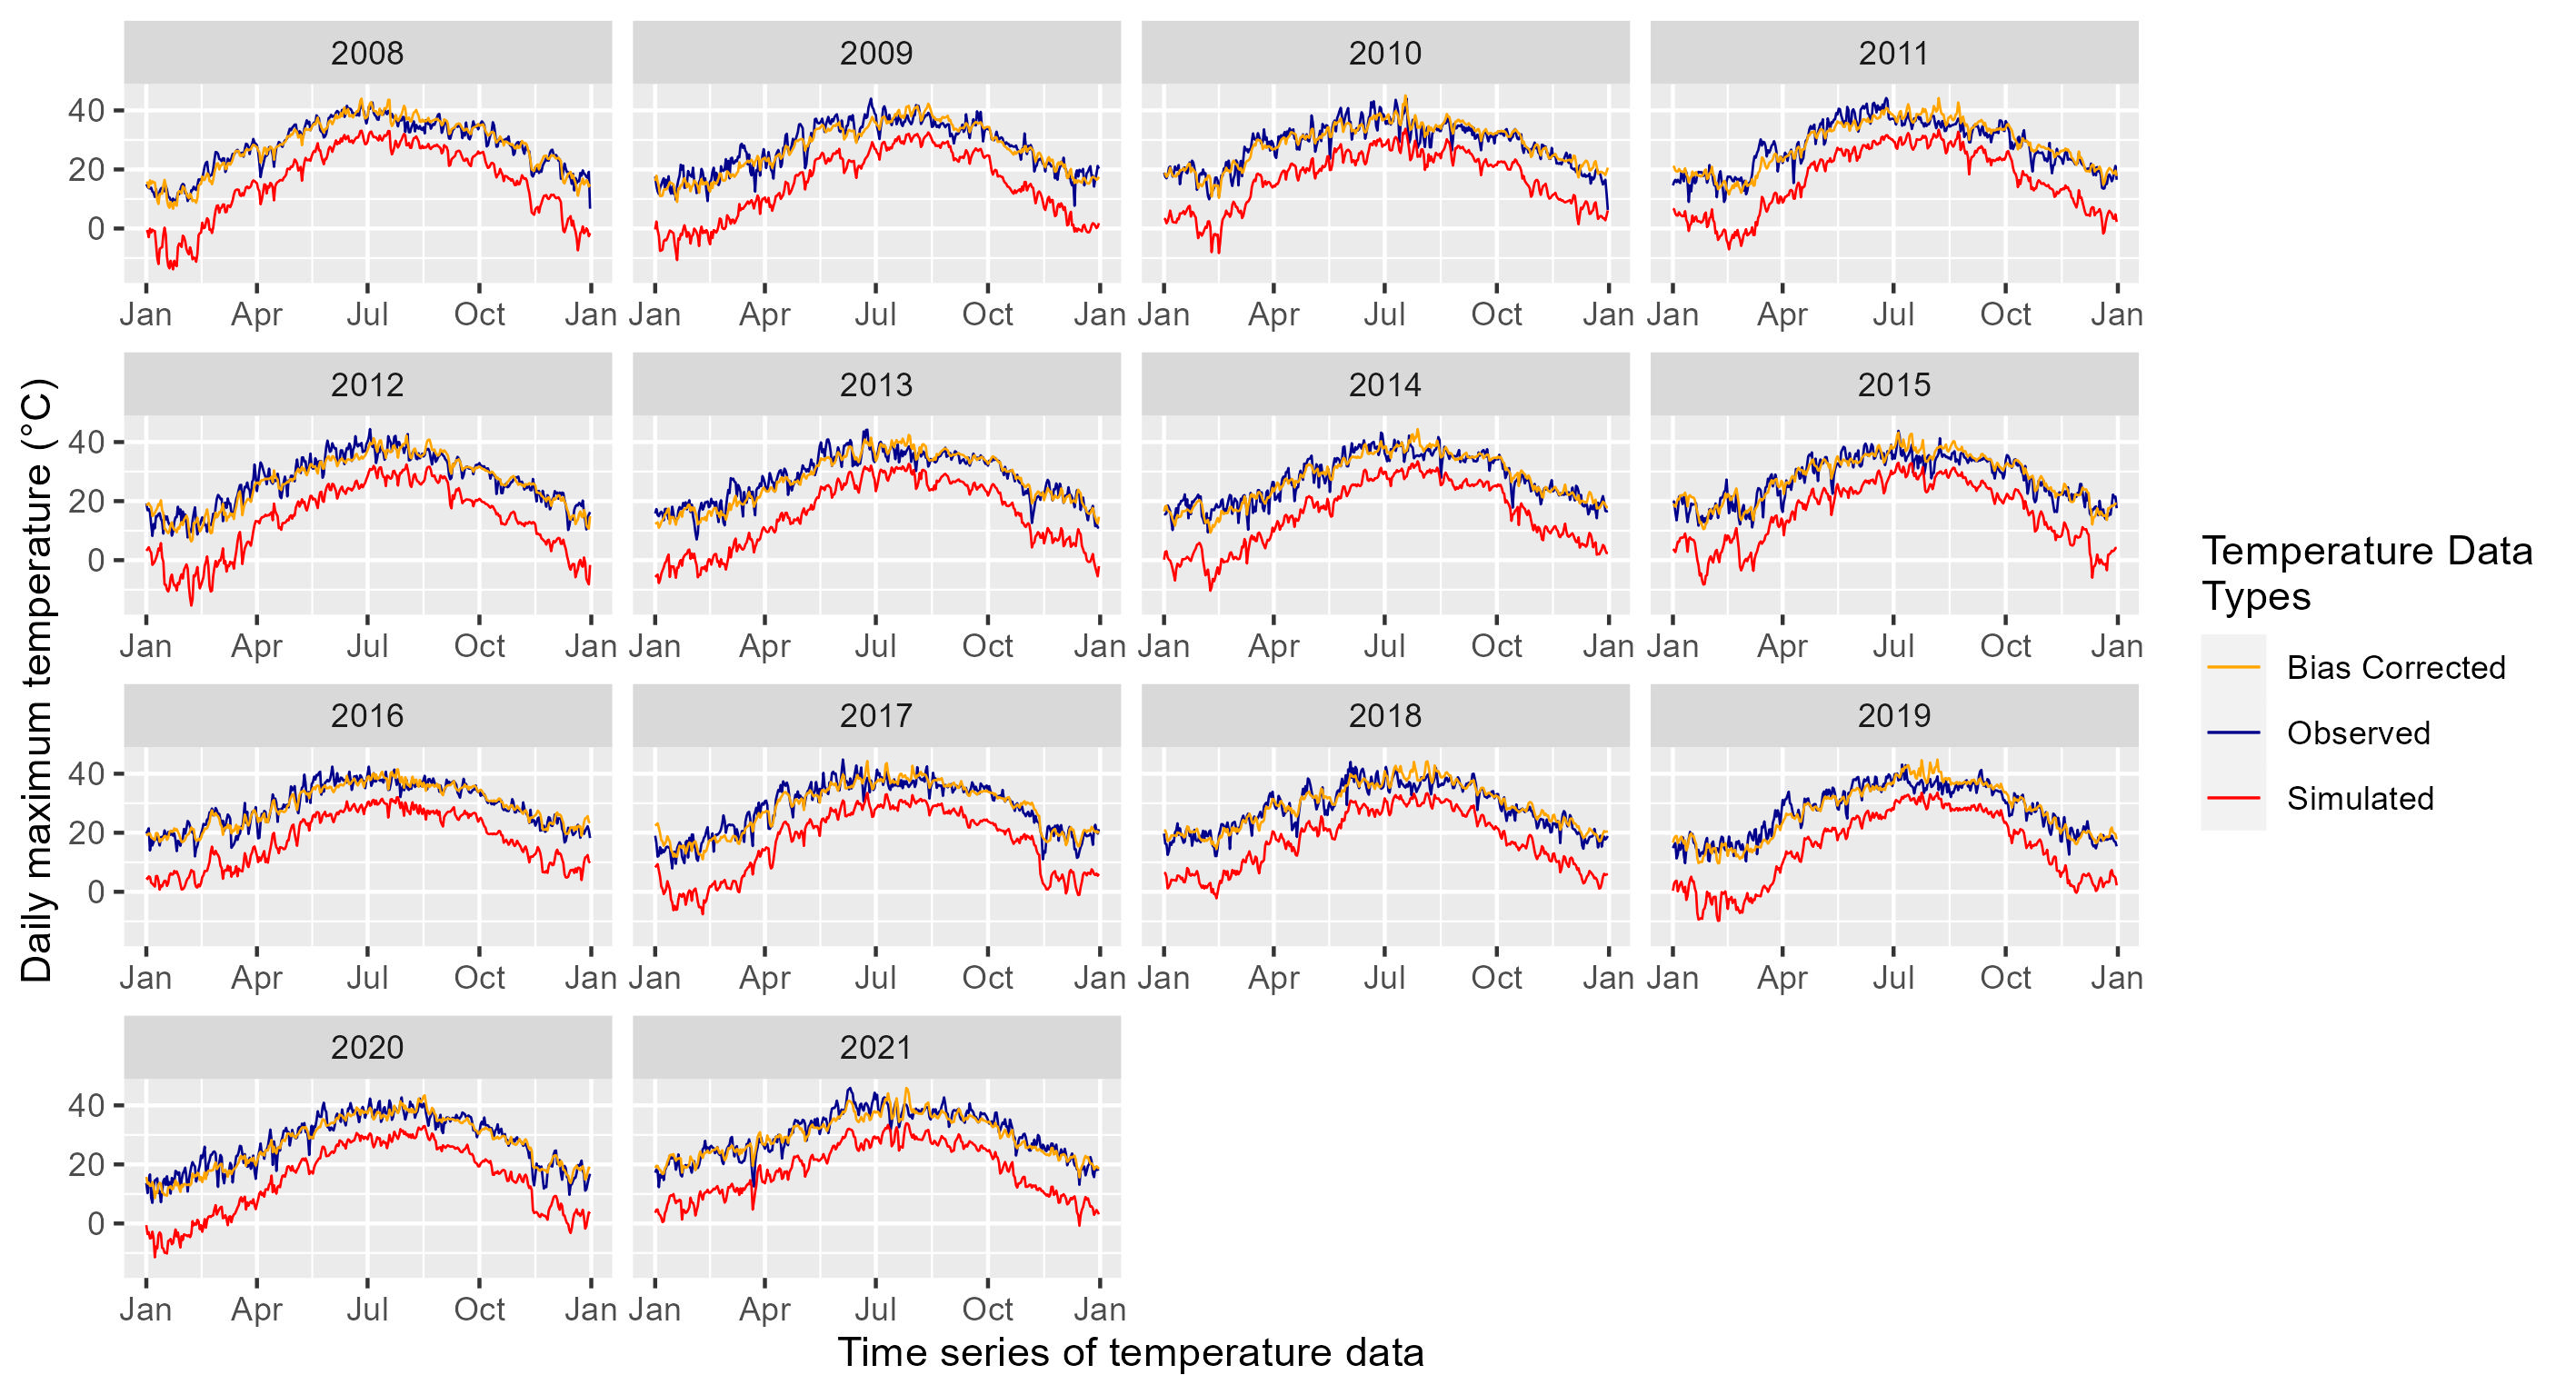 2008 2009 2010 2011
40
20
0
Jan Apr Jul Oct Jan Jan Apr Jul Oct Jan Jan Apr Jul Oct Jan Jan Apr Jul Oct Jan
2012 2013 2014 2015
40
20
0
Jan Apr Jul Oct Jan Jan Apr Jul Oct Jan Jan Apr Jul Oct Jan Jan Apr Jul Oct Jan
2016 2017 2018 2019
40
20
0
Jan Apr Jul Oct Jan Jan Apr Jul Oct Jan Jan Apr Jul Oct Jan Jan Apr Jul Oct Jan
2020 2021
40
20
0
Jan Apr Jul Oct Jan Jan Apr Jul Oct Jan
Time series of temperature data
Daily maximum temperature (°C)
Temperature Data
Types
Bias Corrected
Observed
Simulated